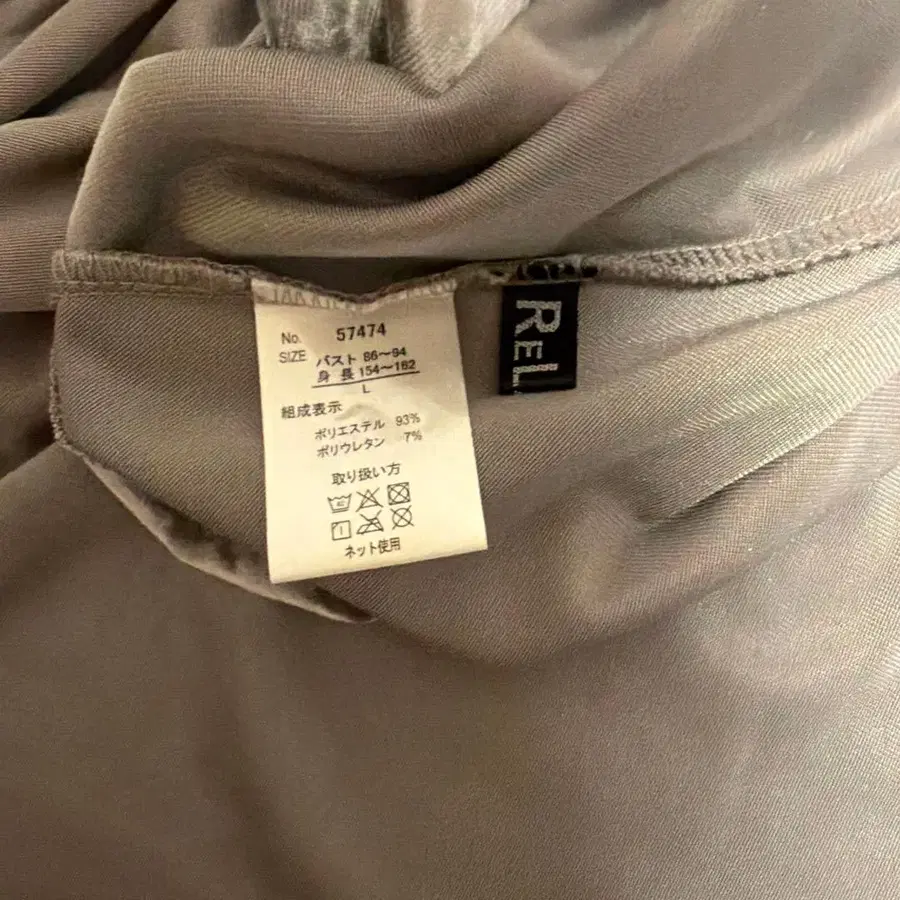 No. 57474
SIZE バスト 86〜94
身 長 154〜162
L
組成表示
ポリエステル 93%
ポリウレタン 7%
取り扱い方
ネット使用
REL